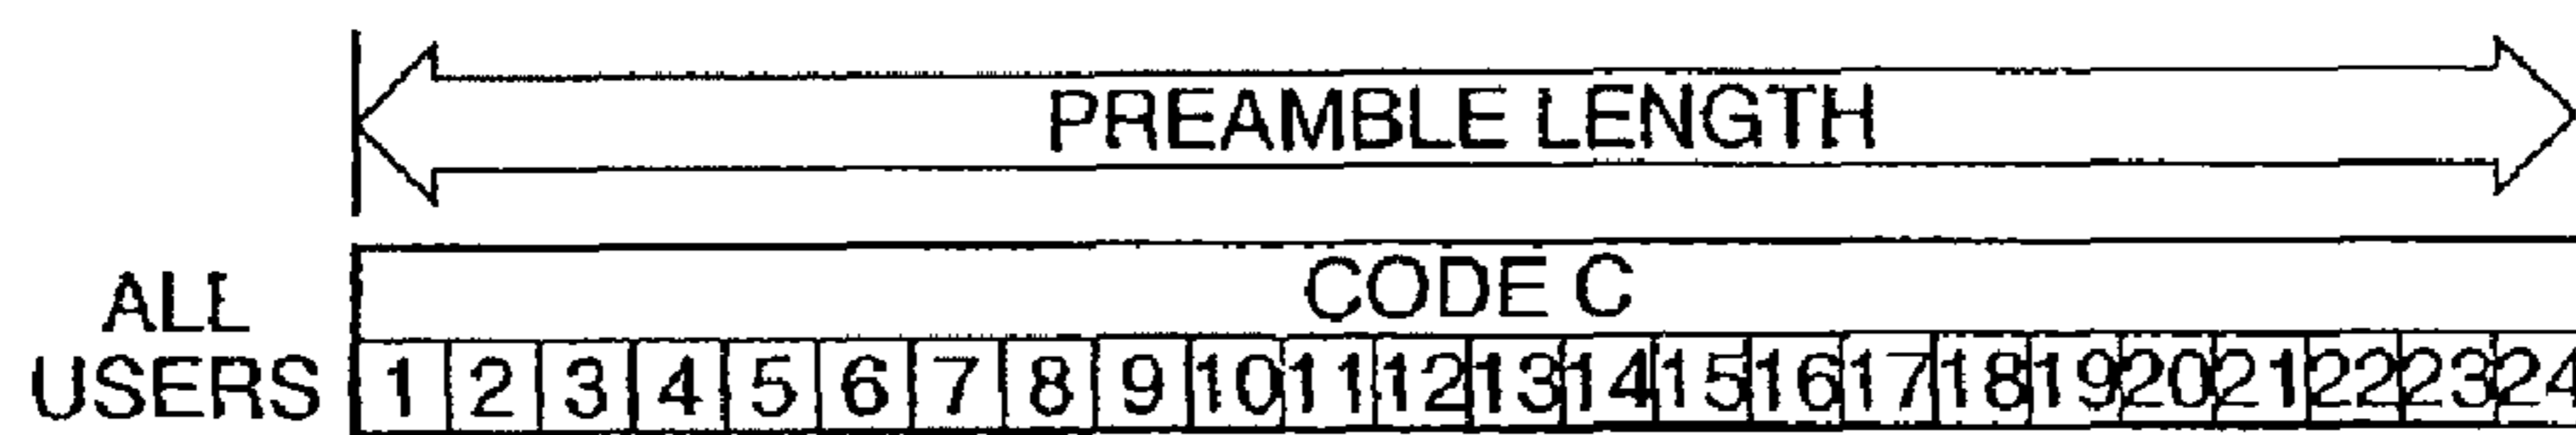 PREAMBLE LENGTH
CODE C
ALL
USERS
1 2 3 4 5 6 7 8 9 10 11 12 13 14 15 16 17 18 19 20 21 22 23 24